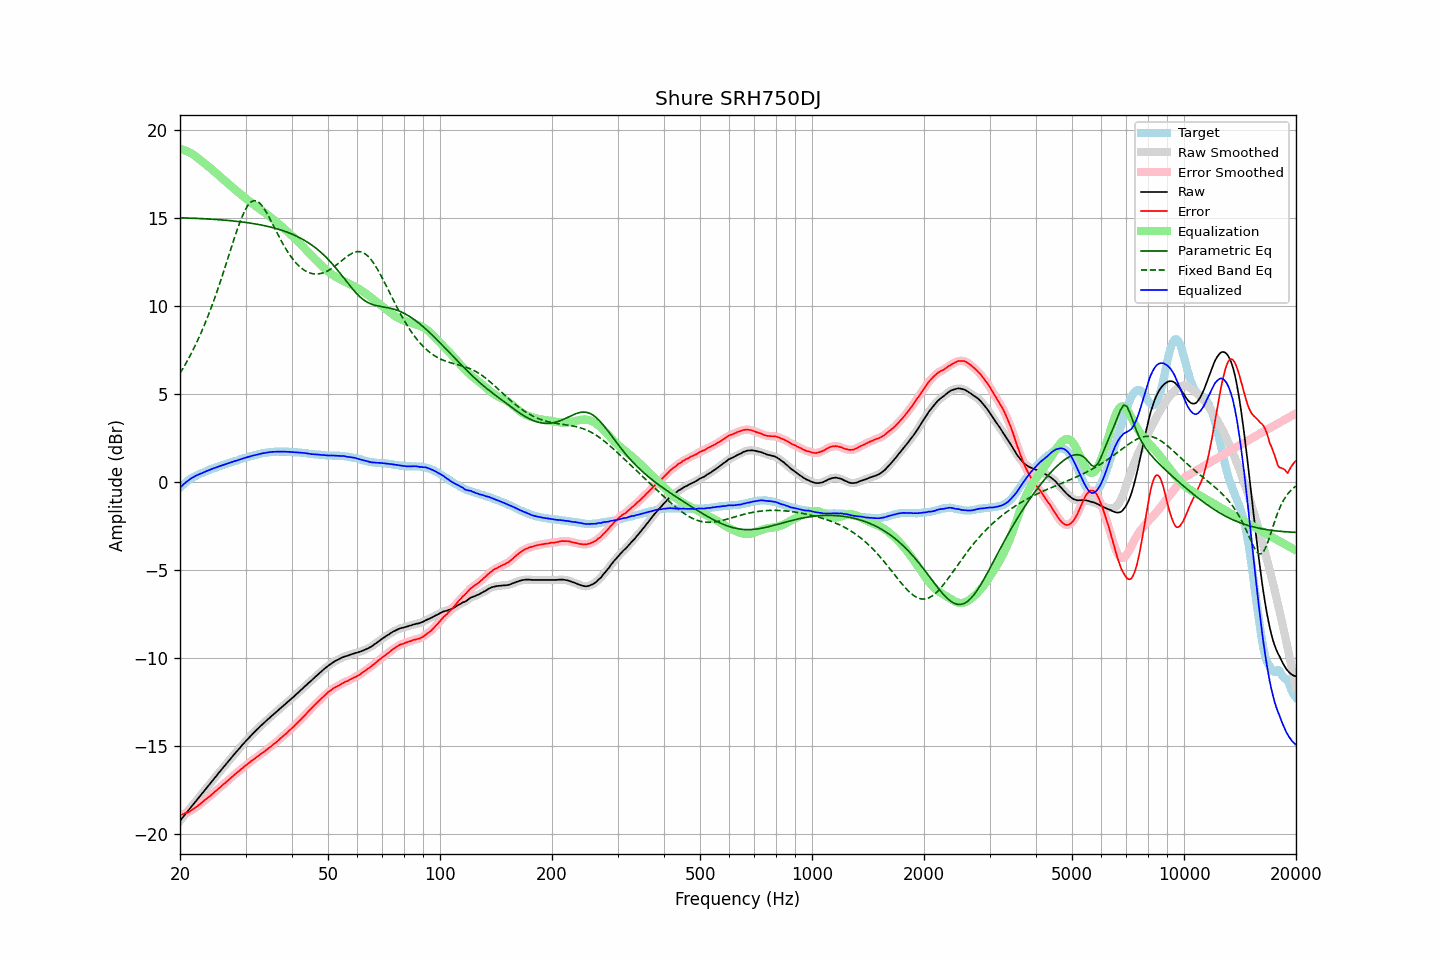 Shure SRH750DJ
Amplitude (dBr)
20
15
10
5
0
−5
−10
−15
−20
Target
Raw Smoothed
Error Smoothed
Raw
Error
Equalization
Parametric Eq
Fixed Band Eq
Equalized
20 50 100 200 500 1000 2000 5000 10000 20000
Frequency (Hz)